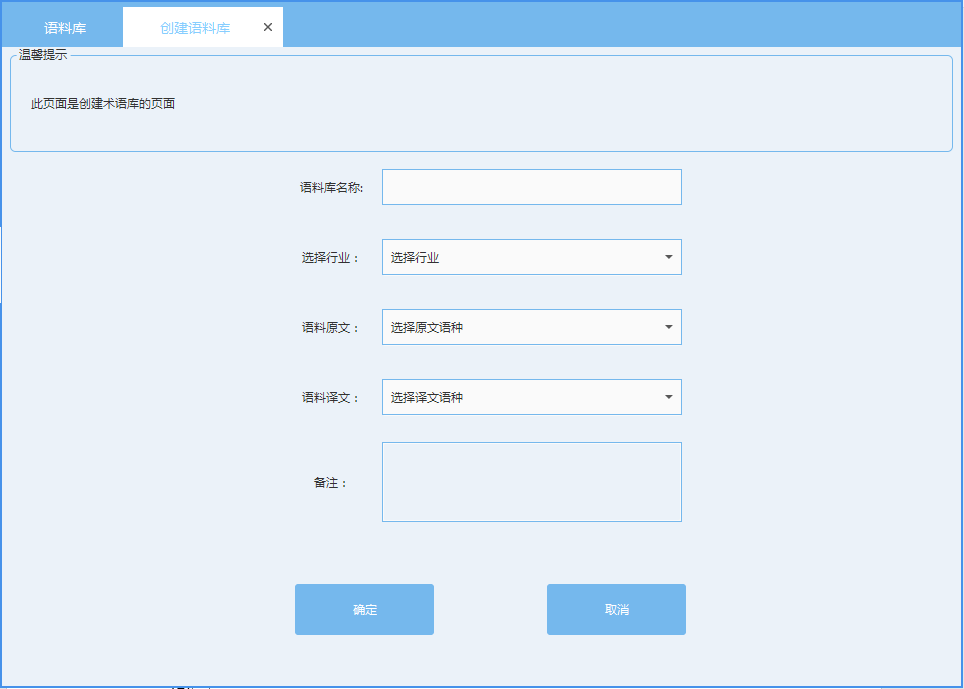 语料库
创建语料库 ×
温馨提示
此页面是创建术语库的页面
语料库名称:
选择行业： 选择行业
语料原文： 选择原文语种
语料译文： 选择译文语种
备注：
确定 取消